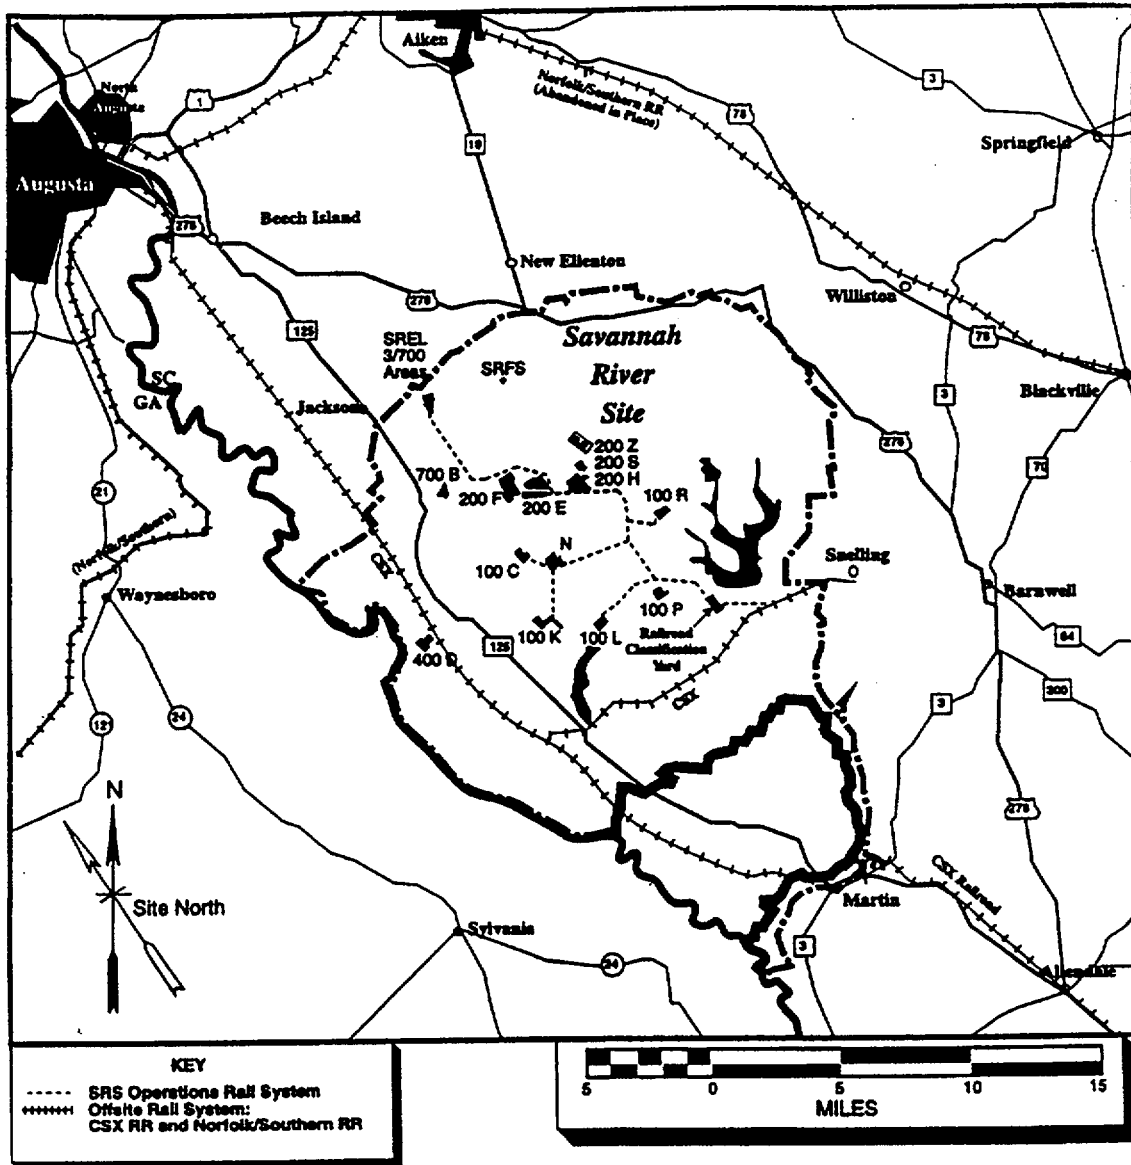 Aiken
3
North
Augusta
1
Norfolk/Southern RR
(Abandoned in Place)
78
19
Springfield
Augusta
278
Beech Island
New Ellenton
Williston
278
125
Savannah
River
Site
78
SREL
3/700
Areas
SRFS
SC
GA
Jackson
Blackville
3
278
70
200 Z
200 S
200 H
700 B
200 F
200 E
100 R
21
(Norfolk/Southern)
CSX
N
100 C
Snelling
Waynesboro
100 P
Barnwell
100 K
100 L
Railroad
Classification
Yard
64
125
400 D
CSX
300
3
121
24
278
N
Site North
CSX Railroad
Martin
Sylvania
3
24
Allendale
KEY
SRS Operations Rail System
Offsite Rail System:
CSX RR and Norfolk/Southern RR
5 0 5 10 15
MILES